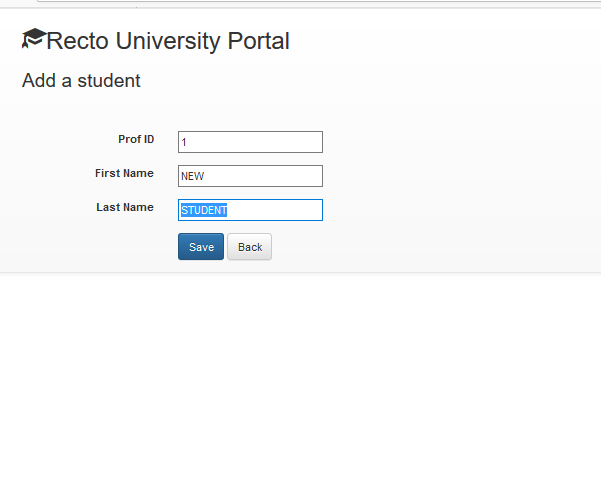 Recto University Portal
Add a student
Prof ID 1
First Name NEW
Last Name STUDENT
Save Back